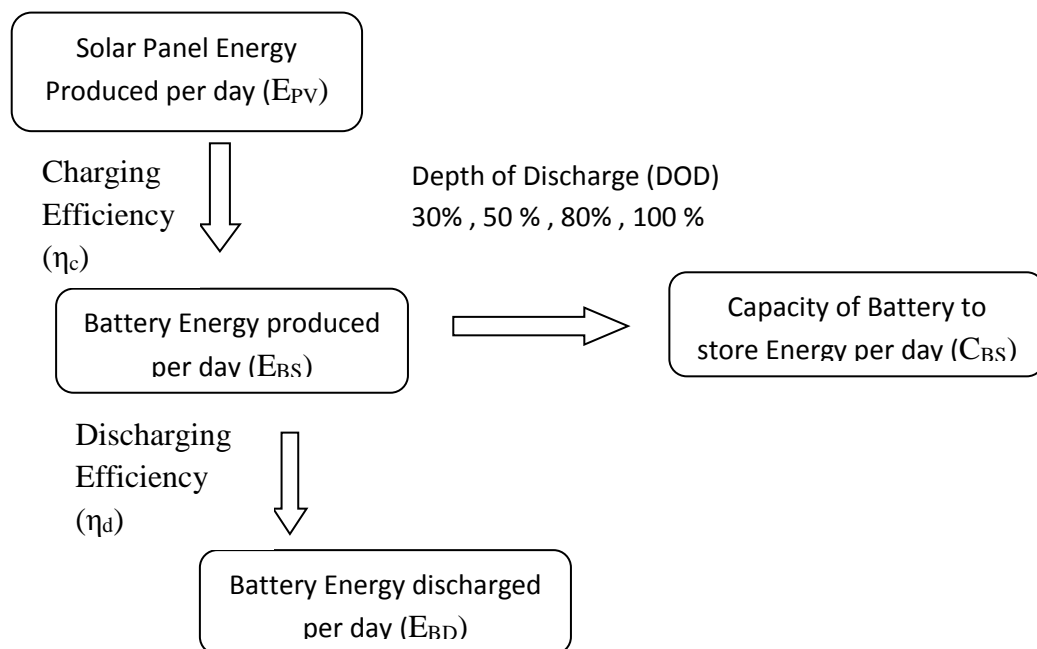 Solar Panel Energy
Produced per day (EPV)
Charging
Efficiency
(ηc)
Depth of Discharge (DOD)
30% , 50 % , 80% , 100 %
Battery Energy produced
per day (EBS)
Capacity of Battery to
store Energy per day (CBS)
Discharging
Efficiency
(ηd)
Battery Energy discharged
per day (EBD)